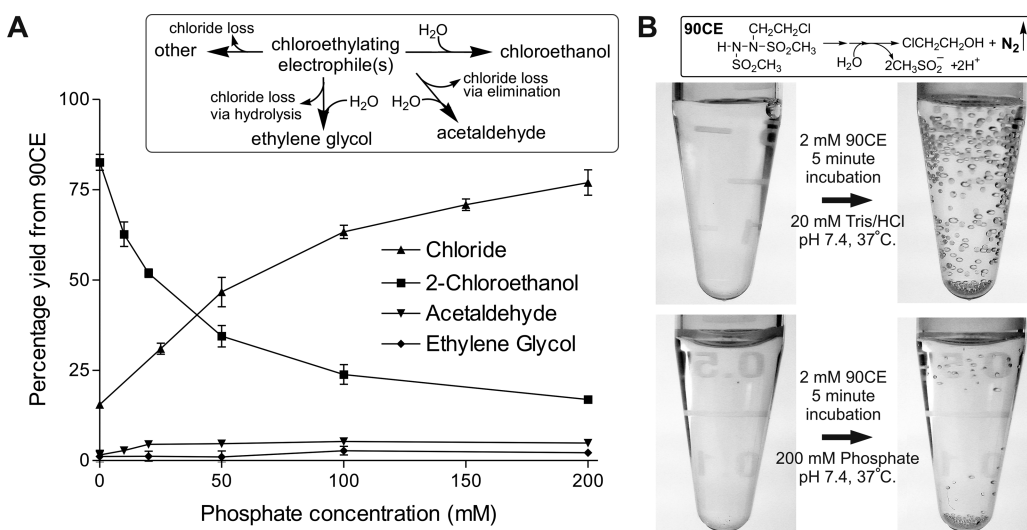 A
chloride loss
other
chloroethylating
electrophile(s)
H2O
chloroethanol
chloride loss
via hydrolysis
H2O
H2O
chloride loss
via elimination
ethylene glycol
acetaldehyde
Percentage yield from 90CE
100
75
50
25
0
Chloride
2-Chloroethanol
Acetaldehyde
Ethylene Glycol
0
50
100
150
200
Phosphate concentration (mM)
B
90CE
CH2CH2Cl
H-N-N-SO2CH3
SO2CH3
H2O
ClCH2CH2OH + N2
2CH3SO2− +2H+
2 mM 90CE
5 minute
incubation
20 mM Tris/HCl
pH 7.4, 37°C.
0.5
0.1
2 mM 90CE
5 minute
incubation
200 mM Phosphate
pH 7.4, 37°C.